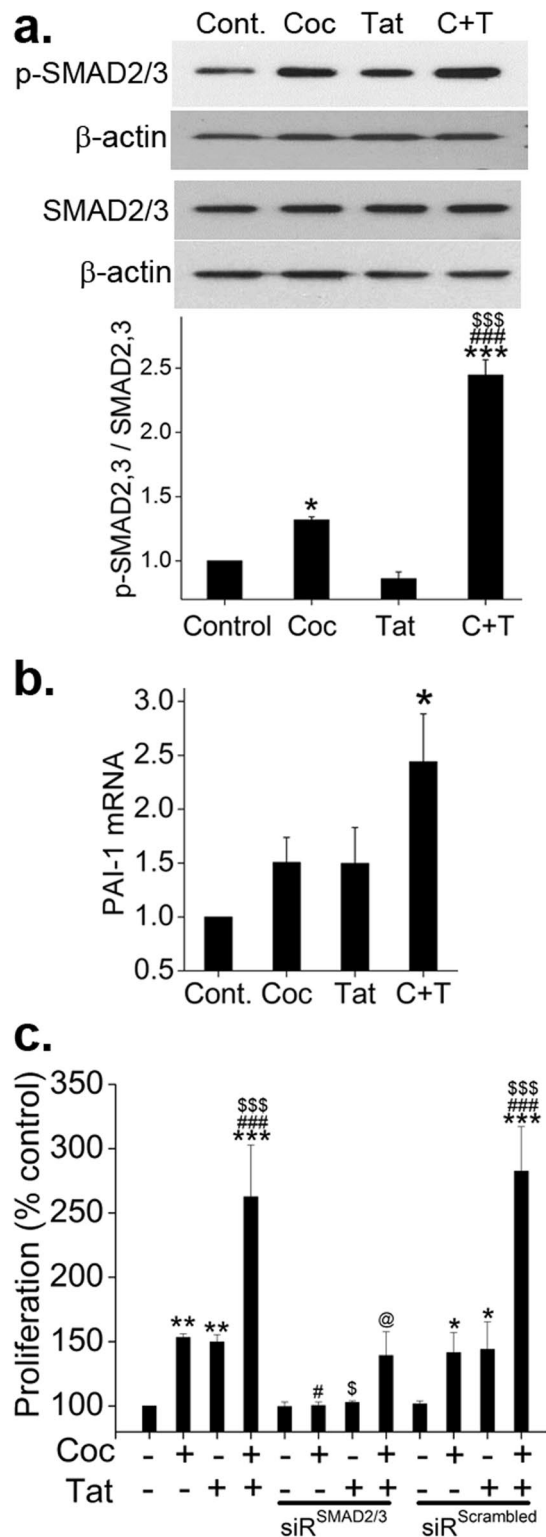 a.
Cont. Coc Tat C+T
p-SMAD2/3
β-actin
SMAD2/3
β-actin
p-SMAD2,3 / SMAD2,3
2.5
2.0
1.5
1.0
$$$
###
***
*
Control Coc Tat C+T
b.
PAI-1 mRNA
3.0
2.5
2.0
1.5
1.0
0.5
*
Cont. Coc Tat C+T
c.
Proliferation (% control)
350
300
250
200
150
100
$$$
###
***
**
**
#
$
@
*
*
$$$
###
***
Coc - + - + - + - + - + - +
Tat - - + + - - + + - - + +
siR^SMAD2/3 siR^Scrambled